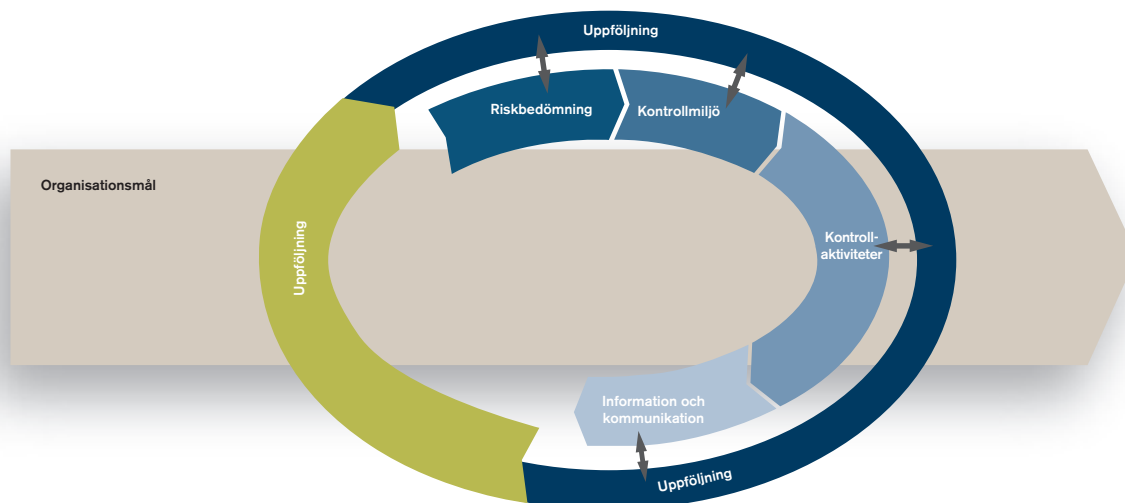 Uppföljning
Riskbedömning
Kontrollmiljö
Organisationsmål
Uppföljning
Kontroll-
aktiviteter
Information och
kommunikation
Uppföljning